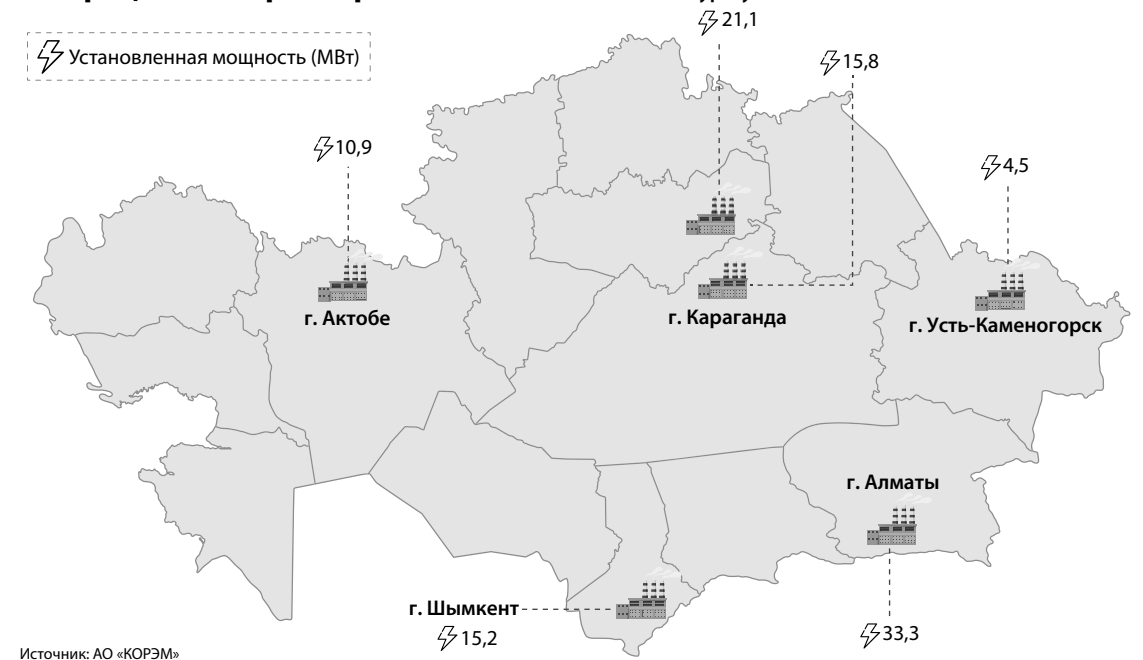 Установленная мощность (МВт)
21,1
15,8
10,9
4,5
г. Актобе
г. Караганда
г. Усть-Каменогорск
г. Алматы
г. Шымкент
15,2
33,3
Источник: АО «КОРЭМ»